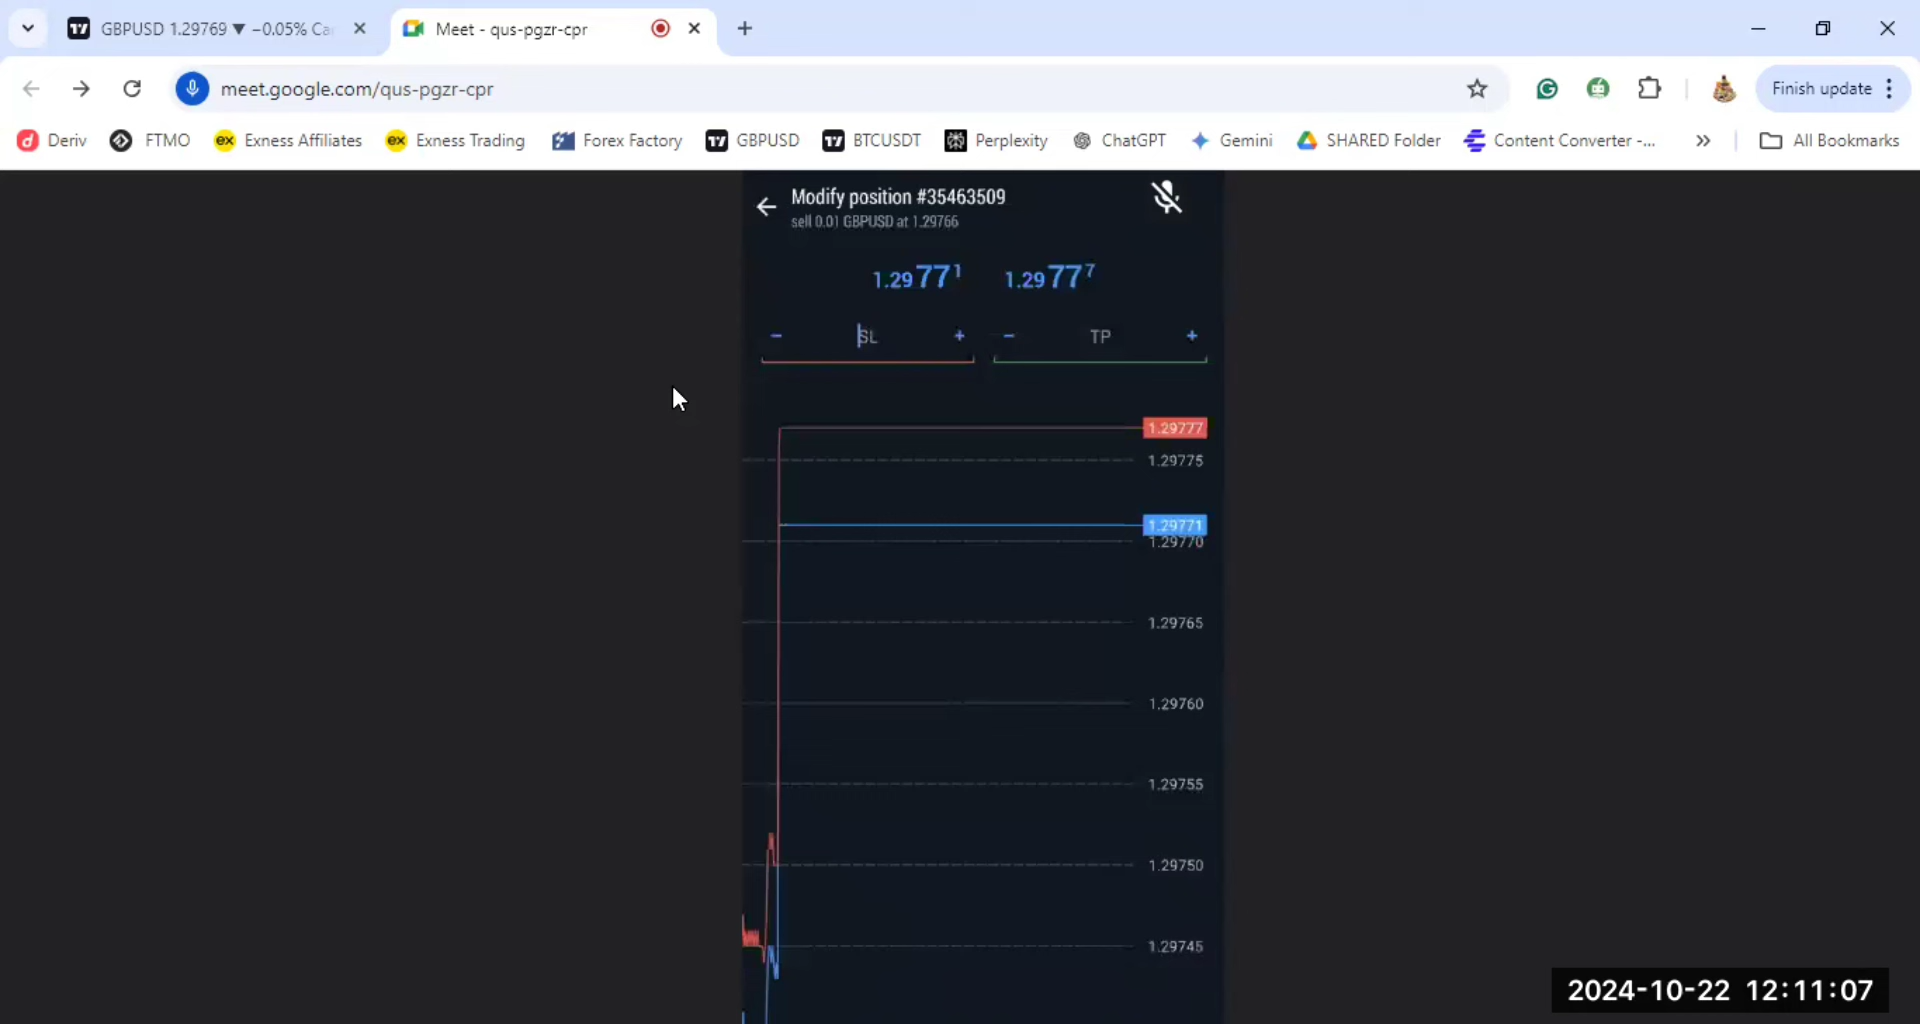 GBPUSD 1.29769 ▼ −0.05% Ca
Meet - qus-pgzr-cpr
meet.google.com/qus-pgzr-cpr
Finish update
Deriv
FTMO
Exness Affiliates
Exness Trading
Forex Factory
GBPUSD
BTCUSDT
Perplexity
ChatGPT
Gemini
SHARED Folder
Content Converter -...
All Bookmarks
Modify position #35463509
sell 0.01 GBPUSD at 1.29766
1.29771 1.29777
− SL + − TP +
1.29777
1.29775
1.29771
1.29770
1.29765
1.29760
1.29755
1.29750
1.29745
2024-10-22 12:11:07